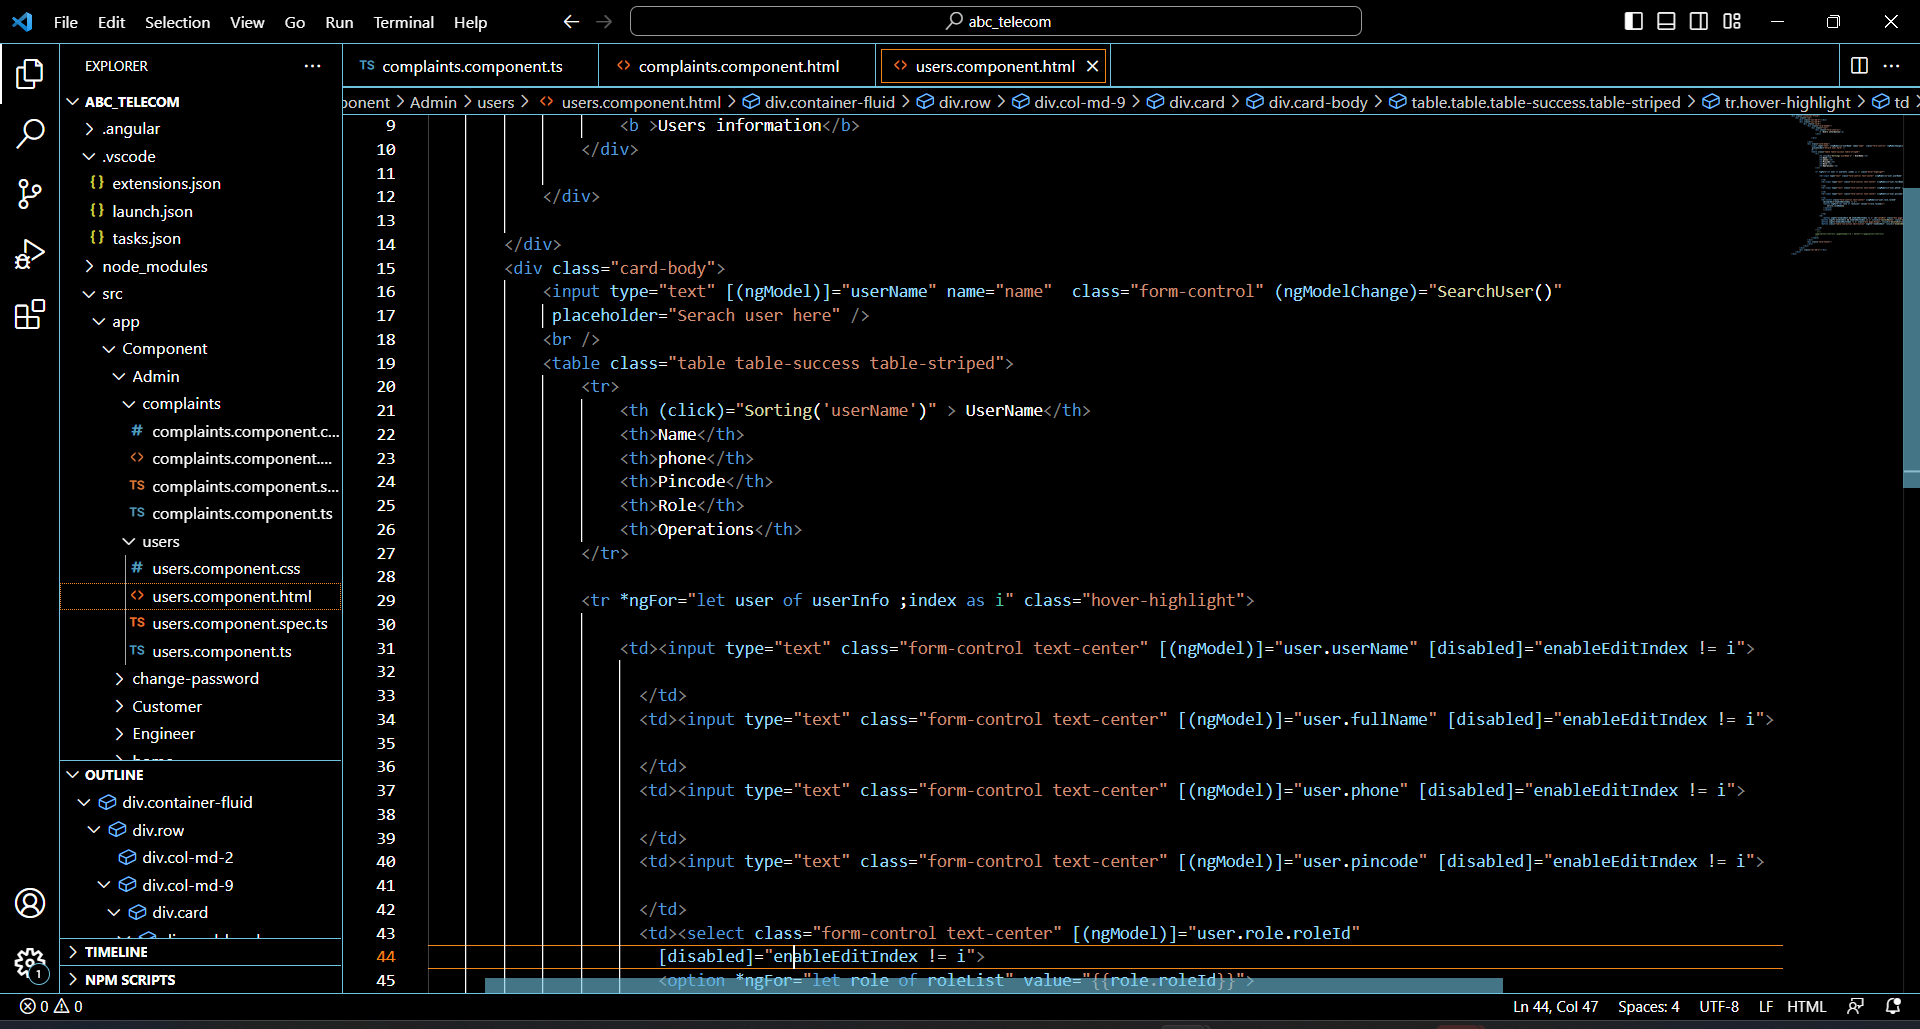 File Edit Selection View Go Run Terminal Help
abc_telecom
EXPLORER
ABC_TELECOM
.angular
.vscode
{} extensions.json
{} launch.json
{} tasks.json
node_modules
src
app
Component
Admin
complaints
# complaints.component.c...
<> complaints.component....
TS complaints.component.s...
TS complaints.component.ts
users
# users.component.css
<> users.component.html
TS users.component.spec.ts
TS users.component.ts
change-password
Customer
Engineer
OUTLINE
div.container-fluid
div.row
div.col-md-2
div.col-md-9
div.card
TIMELINE
NPM SCRIPTS
TS complaints.component.ts <> complaints.component.html <> users.component.html
ponent > Admin > users > <> users.component.html > div.container-fluid > div.row > div.col-md-9 > div.card > div.card-body > table.table.table-success.table-striped > tr.hover-highlight > td
9 <b >Users information</b>
10 </div>
11
12 </div>
13
14 </div>
15 <div class="card-body">
16 <input type="text" [(ngModel)]="userName" name="name"  class="form-control" (ngModelChange)="SearchUser()"
17 placeholder="Serach user here" />
18 <br />
19 <table class="table table-success table-striped">
20 <tr>
21 <th (click)="Sorting('userName')" > UserName</th>
22 <th>Name</th>
23 <th>phone</th>
24 <th>Pincode</th>
25 <th>Role</th>
26 <th>Operations</th>
27 </tr>
28
29 <tr *ngFor="let user of userInfo ;index as i" class="hover-highlight">
30
31 <td><input type="text" class="form-control text-center" [(ngModel)]="user.userName" [disabled]="enableEditIndex != i">
32
33 </td>
34 <td><input type="text" class="form-control text-center" [(ngModel)]="user.fullName" [disabled]="enableEditIndex != i">
35
36 </td>
37 <td><input type="text" class="form-control text-center" [(ngModel)]="user.phone" [disabled]="enableEditIndex != i">
38
39 </td>
40 <td><input type="text" class="form-control text-center" [(ngModel)]="user.pincode" [disabled]="enableEditIndex != i">
41
42 </td>
43 <td><select class="form-control text-center" [(ngModel)]="user.role.roleId"
44 [disabled]="enableEditIndex != i">
45 <option *ngFor="let role of roleList" value="{{role.roleId}}">
1
0 0
Ln 44, Col 47 Spaces: 4 UTF-8 LF HTML